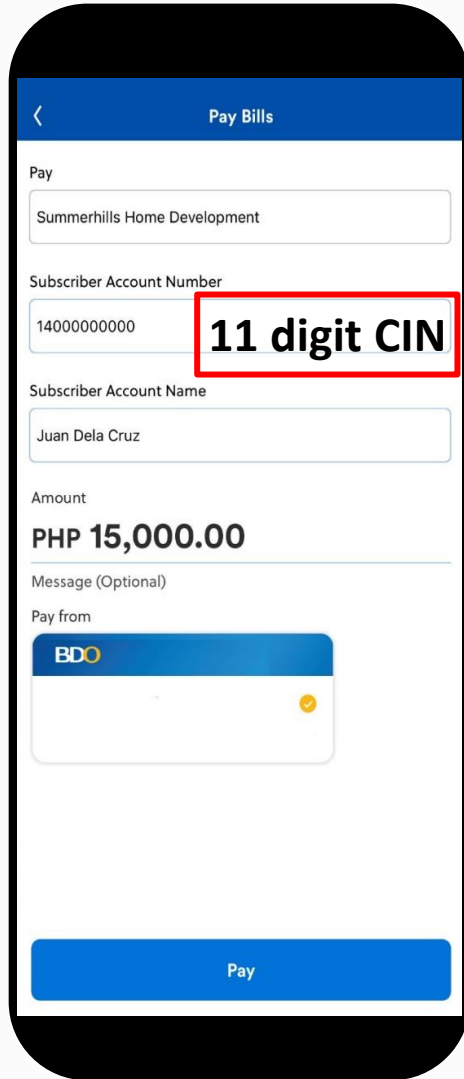 Pay Bills
Pay
Summerhills Home Development
Subscriber Account Number
14000000000
11 digit CIN
Subscriber Account Name
Juan Dela Cruz
Amount
PHP 15,000.00
Message (Optional)
Pay from
BDO
Pay